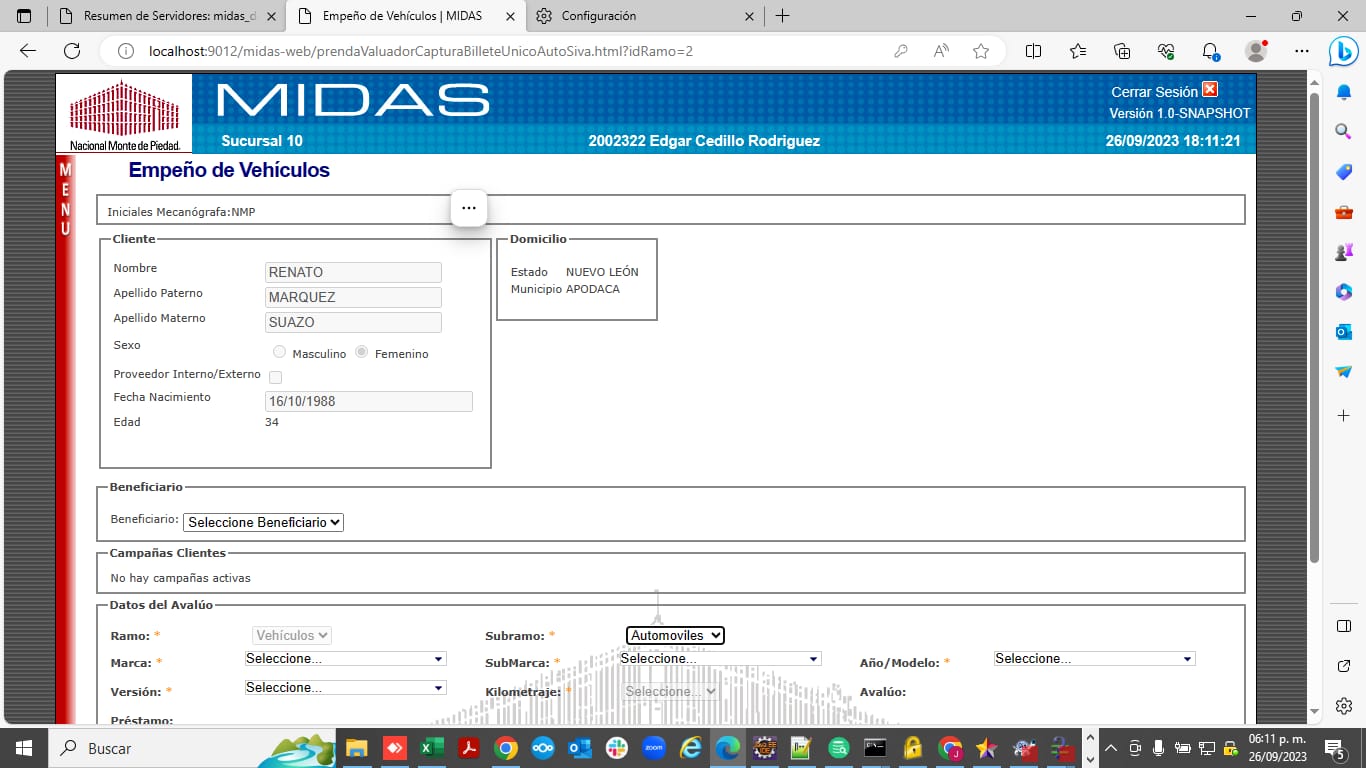 Resumen de Servidores: midas_d
Empeño de Vehículos | MIDAS
Configuración
localhost:9012/midas-web/prendaValuadorCapturaBilleteUnicoAutoSiva.html?idRamo=2
MIDAS
Cerrar Sesión
Versión 1.0-SNAPSHOT
Nacional Monte de Piedad.
Sucursal 10
2002322 Edgar Cedillo Rodriguez
26/09/2023 18:11:21
MENU
Empeño de Vehículos
Iniciales Mecanógrafa:NMP
...
Cliente
Nombre RENATO
Apellido Paterno MARQUEZ
Apellido Materno SUAZO
Sexo Masculino Femenino
Proveedor Interno/Externo
Fecha Nacimiento 16/10/1988
Edad 34
Domicilio
Estado NUEVO LEÓN
Municipio APODACA
Beneficiario
Beneficiario: Seleccione Beneficiario
Campañas Clientes
No hay campañas activas
Datos del Avalúo
Ramo: * Vehículos Subramo: * Automoviles
Marca: * Seleccione... SubMarca: * Seleccione... Año/Modelo: * Seleccione...
Versión: * Seleccione... Kilometraje: * Seleccione... Avalúo:
Préstamo:
Buscar
zoom
06:11 p. m.
26/09/2023
5